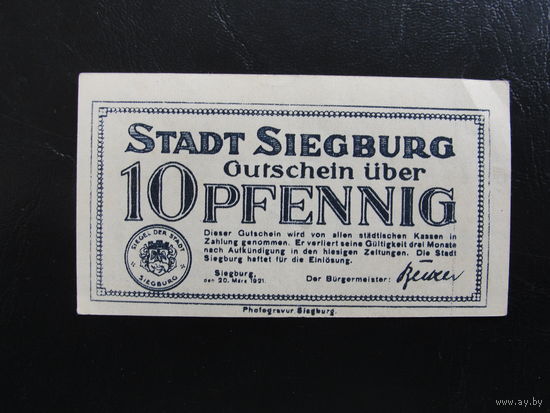 STADT SIEGBURG
Gutschein über
10 PFENNIG
Dieser Gutschein wird von allen städtischen Kassen in
Zahlung genommen. Er verliert seine Gültigkeit drei Monate
nach Aufkündigung in den hiesigen Zeitungen. Die Stadt
Siegburg haftet für die Einlösung.
SIEGEL DER STADT
SIEGBURG
Siegburg,
den 20. März 1921.
Der Bürgermeister:
Photogravur Siegburg.
www.ay.by